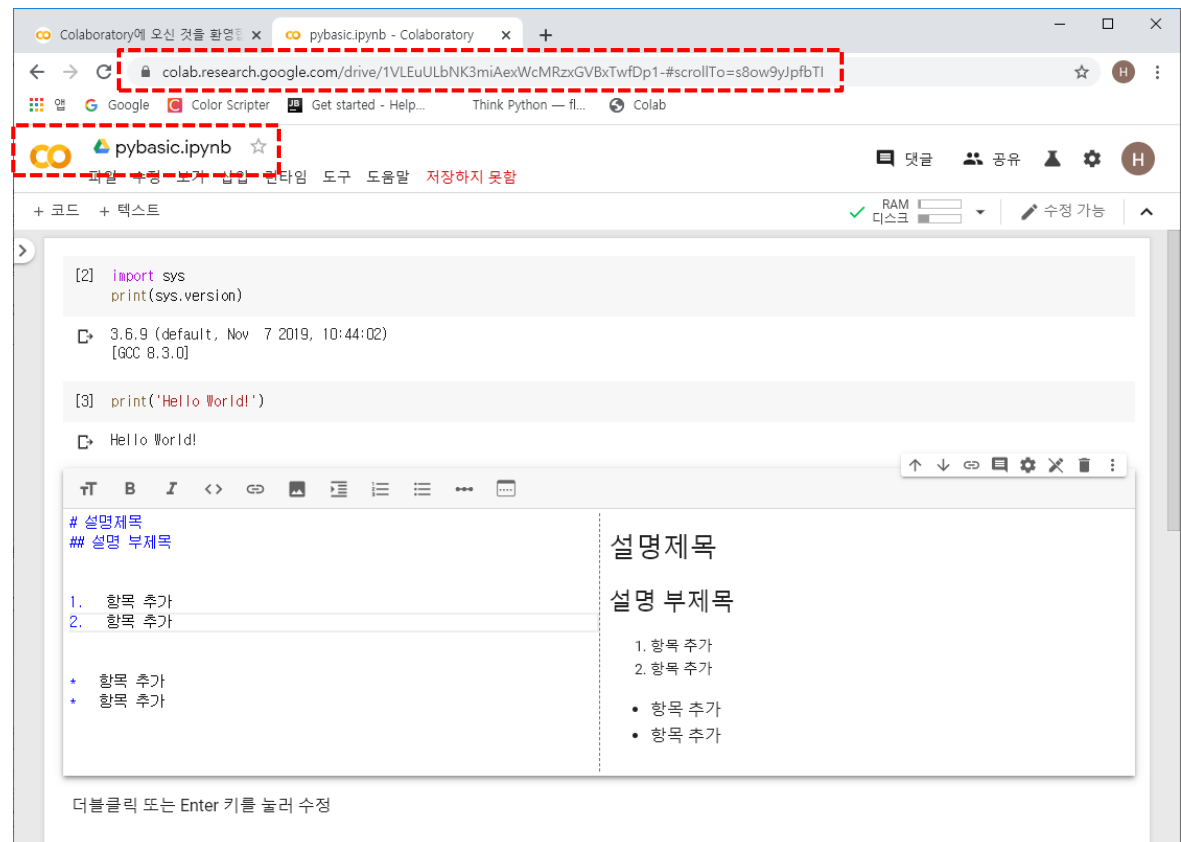 Colaboratory에 오신 것을 환영합
pybasic.ipynb - Colaboratory
colab.research.google.com/drive/1VLEuULbNK3miAexWcMRzxGVBxTwfDp1-#scrollTo=s8ow9yJpfbTI
H
앱 Google Color Scripter Get started - Help... Think Python — fl... Colab
CO pybasic.ipynb
댓글 공유 H
파일 수정 보기 삽입 런타임 도구 도움말 저장하지 못함
+ 코드 + 텍스트
RAM
디스크
수정 가능
[2] import sys
print(sys.version)
3.6.9 (default, Nov 7 2019, 10:44:02)
[GCC 8.3.0]
[3] print('Hello World!')
Hello World!
# 설명제목
## 설명 부제목
1. 항목 추가
2. 항목 추가
* 항목 추가
* 항목 추가
설명제목
설명 부제목
1. 항목 추가
2. 항목 추가
• 항목 추가
• 항목 추가
더블클릭 또는 Enter 키를 눌러 수정